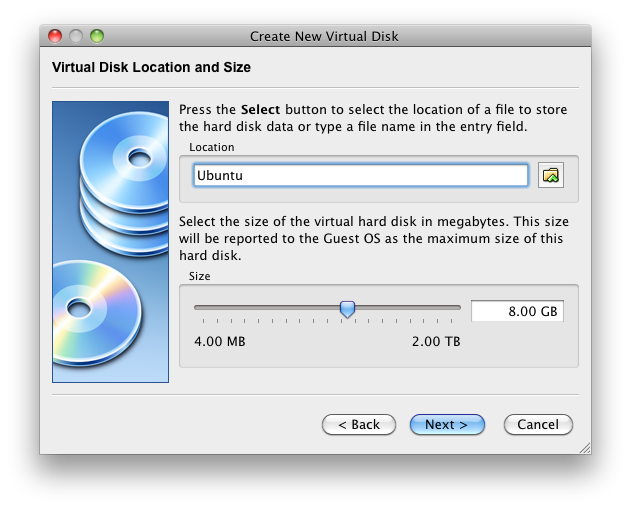 Create New Virtual Disk
Virtual Disk Location and Size
Press the Select button to select the location of a file to store
the hard disk data or type a file name in the entry field.
Location
Ubuntu
Select the size of the virtual hard disk in megabytes. This size
will be reported to the Guest OS as the maximum size of this
hard disk.
Size
8.00 GB
4.00 MB 2.00 TB
< Back Next > Cancel